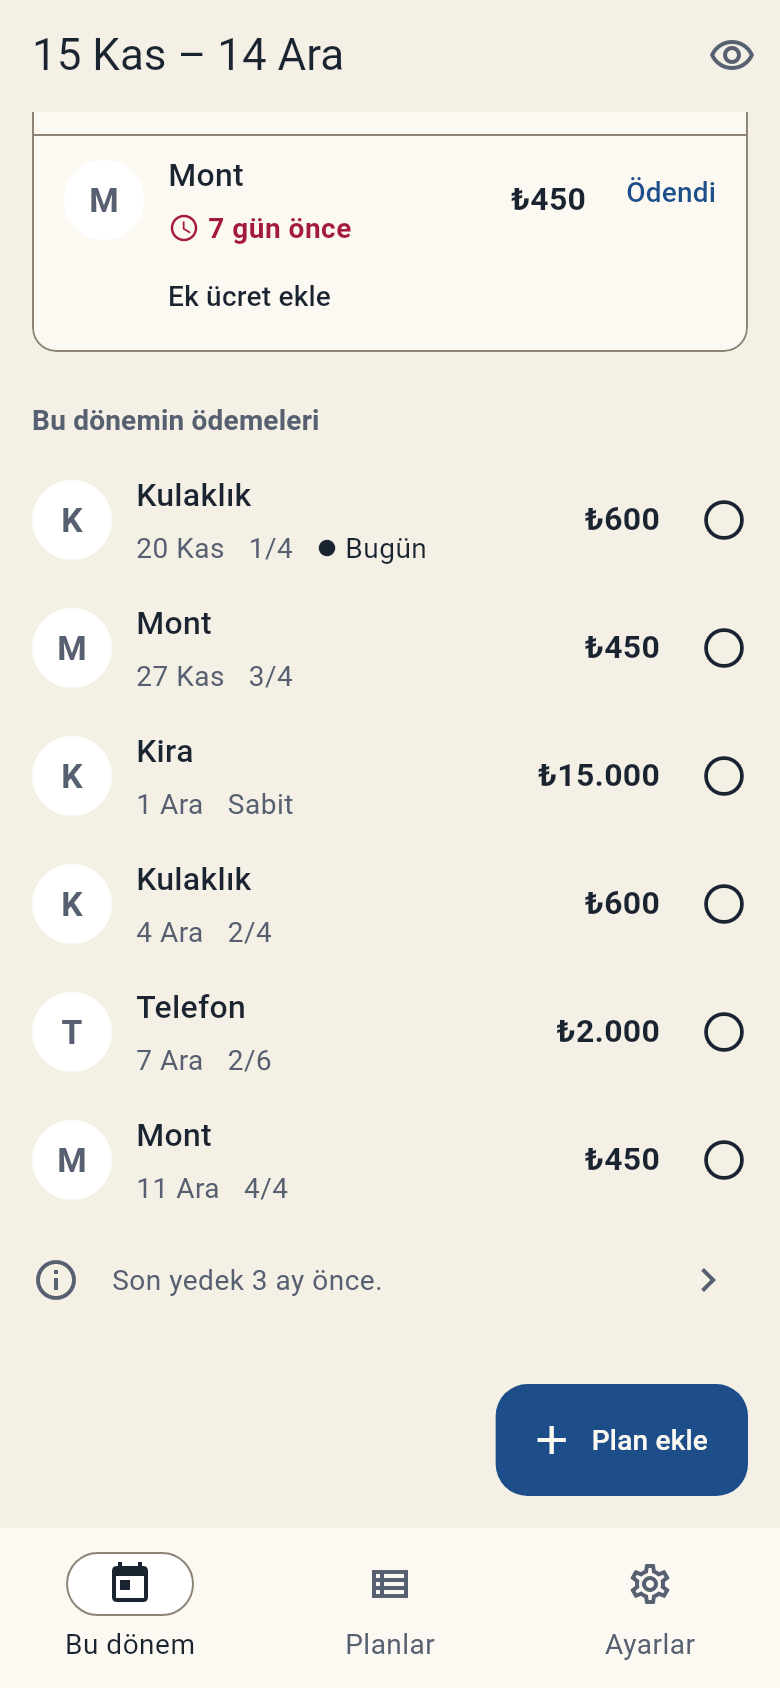 15 Kas – 14 Ara
M
Mont
7 gün önce
₺450
Ödendi
Ek ücret ekle
Bu dönemin ödemeleri
K
Kulaklık
20 Kas 1/4 ● Bugün
₺600
M
Mont
27 Kas 3/4
₺450
K
Kira
1 Ara Sabit
₺15.000
K
Kulaklık
4 Ara 2/4
₺600
T
Telefon
7 Ara 2/6
₺2.000
M
Mont
11 Ara 4/4
₺450
Son yedek 3 ay önce.
Plan ekle
Bu dönem
Planlar
Ayarlar